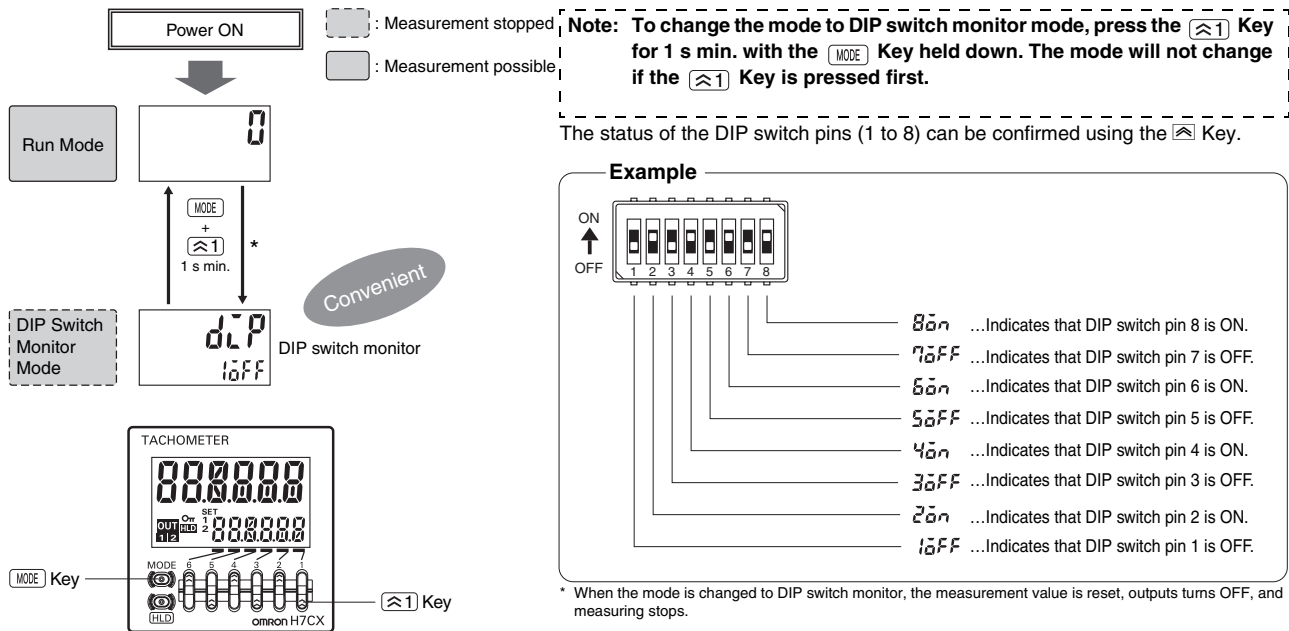 Power ON
: Measurement stopped
: Measurement possible
Run Mode
0
MODE
+
1
1 s min.
*
Convenient
DIP Switch
Monitor
Mode
dip
1off
DIP switch monitor
TACHOMETER
888888
OUT HLD SET
1 2
1
2
888888
MODE 6 5 4 3 2 1
HLD
OMRON H7CX
MODE Key
1 Key
Note: To change the mode to DIP switch monitor mode, press the 1 Key
for 1 s min. with the MODE Key held down. The mode will not change
if the 1 Key is pressed first.
The status of the DIP switch pins (1 to 8) can be confirmed using the Key.
Example
ON
OFF
1 2 3 4 5 6 7 8
8on ...Indicates that DIP switch pin 8 is ON.
7oFF ...Indicates that DIP switch pin 7 is OFF.
6on ...Indicates that DIP switch pin 6 is ON.
5oFF ...Indicates that DIP switch pin 5 is OFF.
4on ...Indicates that DIP switch pin 4 is ON.
3oFF ...Indicates that DIP switch pin 3 is OFF.
2on ...Indicates that DIP switch pin 2 is ON.
1oFF ...Indicates that DIP switch pin 1 is OFF.
* When the mode is changed to DIP switch monitor, the measurement value is reset, outputs turns OFF, and
measuring stops.